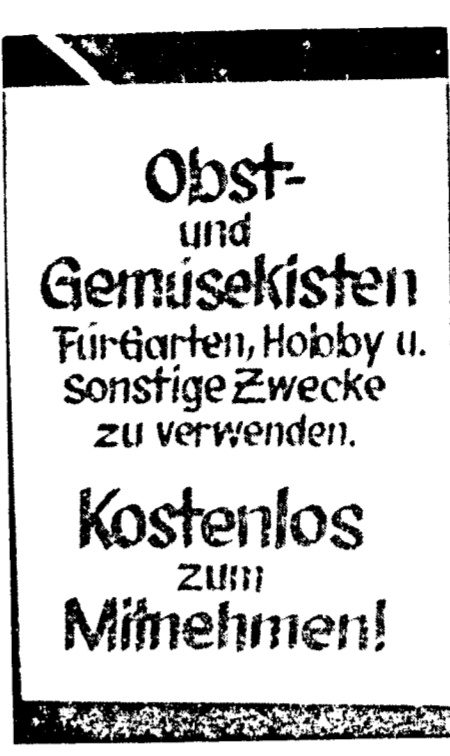 Obst-
und
Gemüsekisten
Für Garten, Hobby u.
sonstige Zwecke
zu verwenden.
Kostenlos
zum
Mitnehmen!